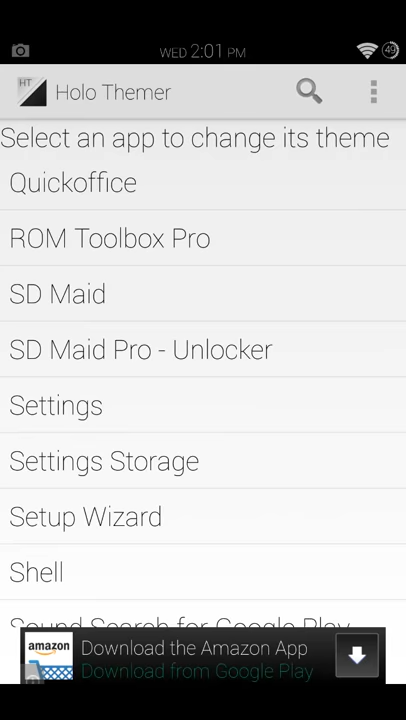 WED 2:01 PM
49
HT
Holo Themer
Select an app to change its theme
Quickoffice
ROM Toolbox Pro
SD Maid
SD Maid Pro - Unlocker
Settings
Settings Storage
Setup Wizard
Shell
Sound Search for Google Play
amazon
Download the Amazon App
Download from Google Play